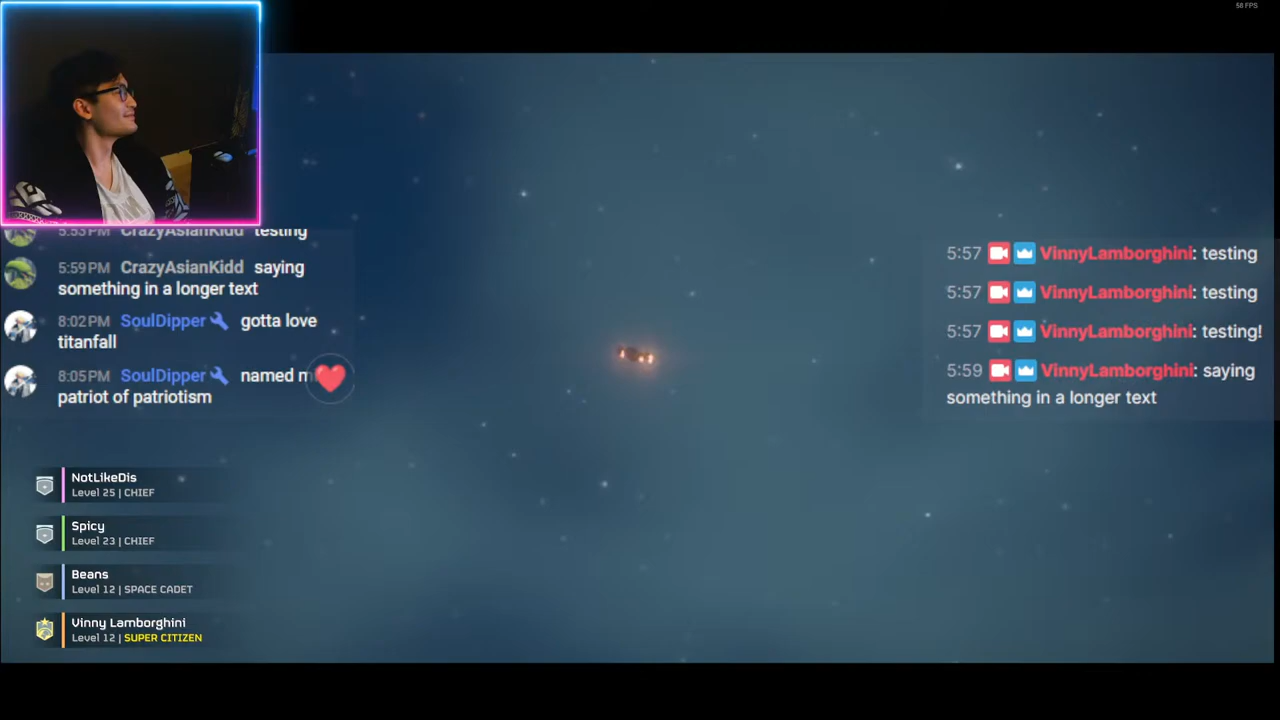 58 FPS
5:53 PM CrazyAsianKidd testing
5:59 PM CrazyAsianKidd saying
something in a longer text
8:02 PM SoulDipper gotta love
titanfall
8:05 PM SoulDipper named
patriot of patriotism
5:57 VinnyLamborghini: testing
5:57 VinnyLamborghini: testing
5:57 VinnyLamborghini: testing!
5:59 VinnyLamborghini: saying
something in a longer text
NotLikeDis
Level 25 | CHIEF
Spicy
Level 23 | CHIEF
Beans
Level 12 | SPACE CADET
Vinny Lamborghini
Level 12 | SUPER CITIZEN